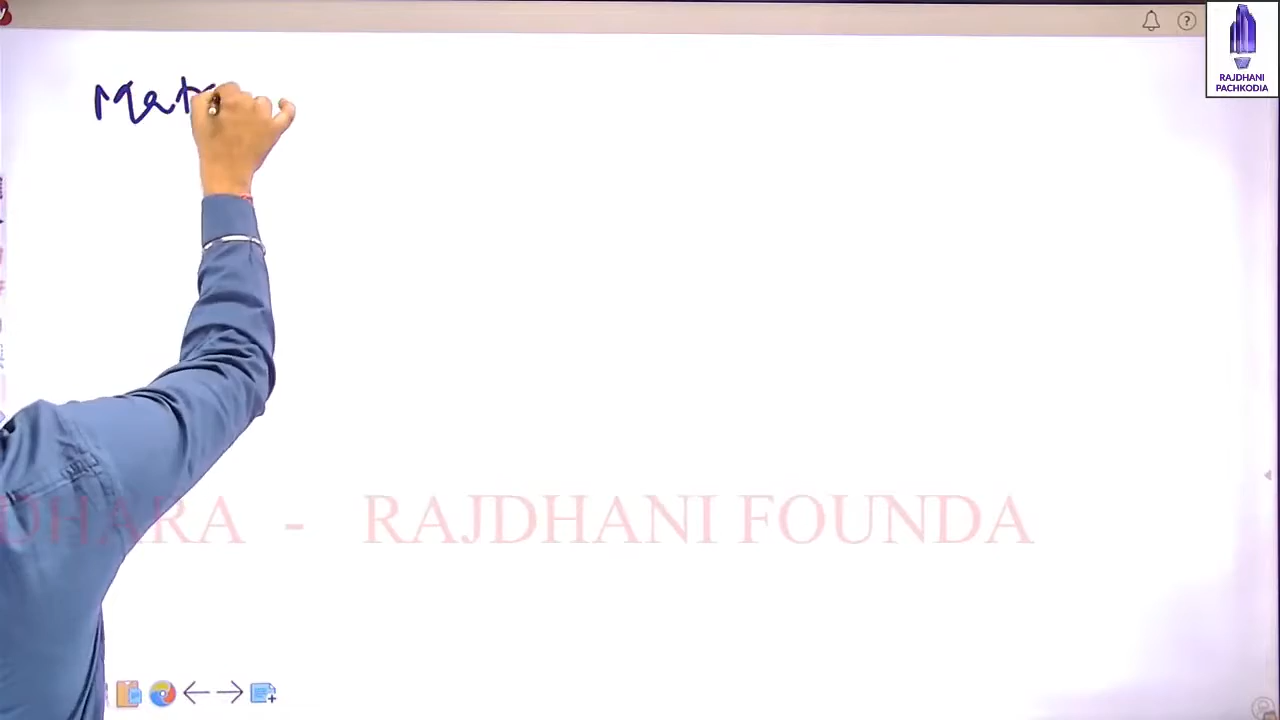 RAJDHANI
PACHKODIA
Mat
DHARA - RAJDHANI FOUNDA